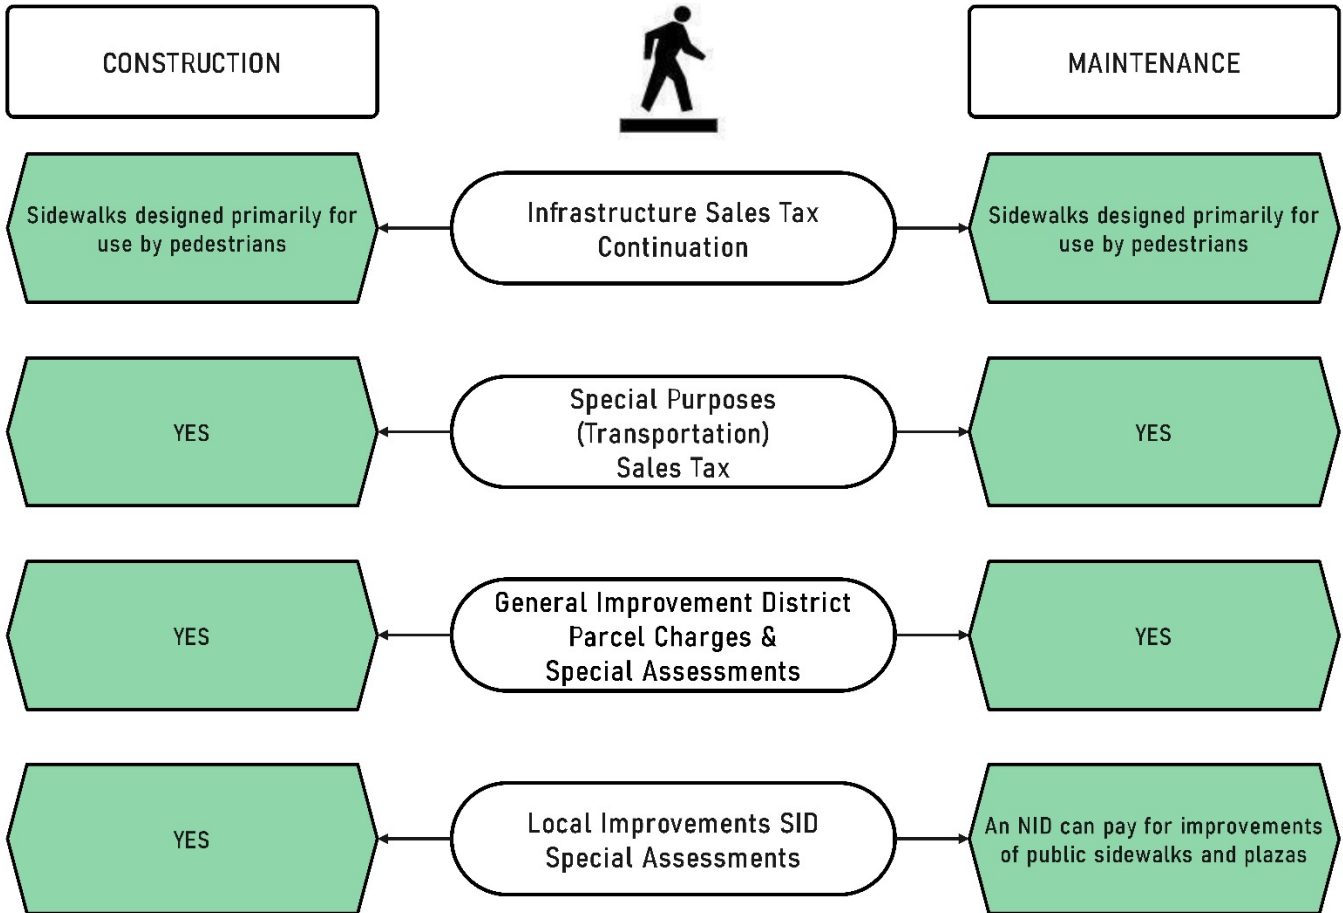 CONSTRUCTION
MAINTENANCE
Sidewalks designed primarily for
use by pedestrians
Infrastructure Sales Tax
Continuation
Sidewalks designed primarily for
use by pedestrians
YES
Special Purposes
(Transportation)
Sales Tax
YES
YES
General Improvement District
Parcel Charges &
Special Assessments
YES
YES
Local Improvements SID
Special Assessments
An NID can pay for improvements
of public sidewalks and plazas